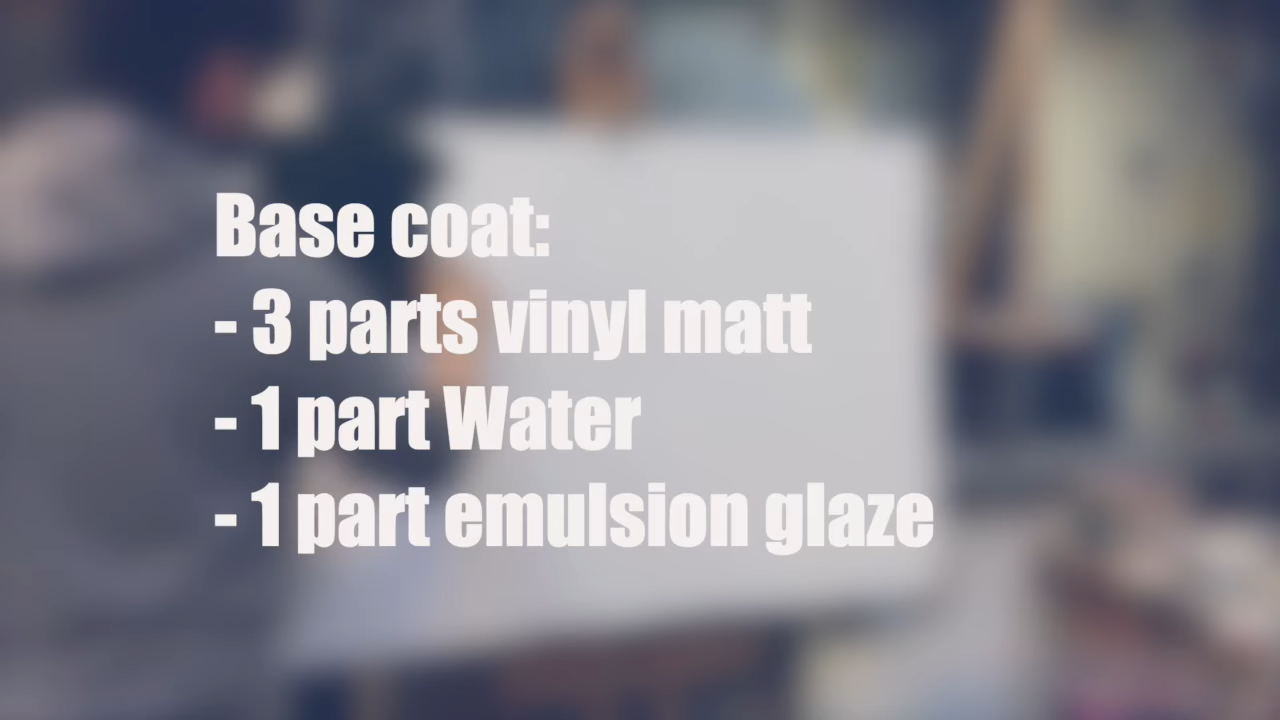 Base coat:
- 3 parts vinyl matt
- 1 part Water
- 1 part emulsion glaze